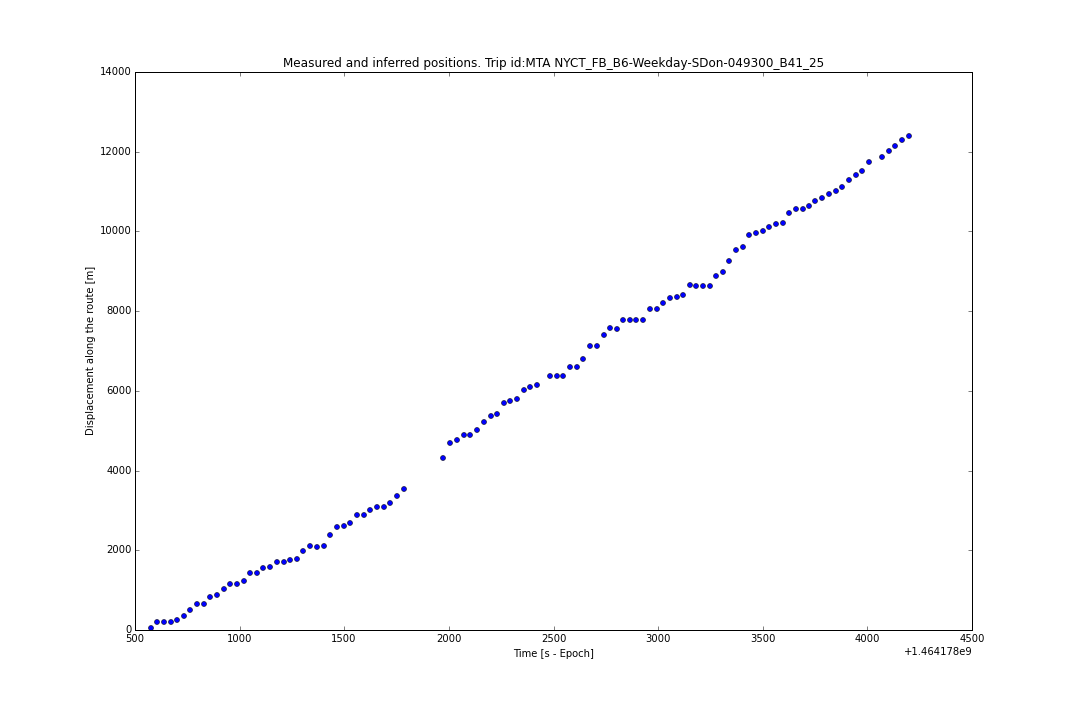 Measured and inferred positions. Trip id:MTA NYCT_FB_B6-Weekday-SDon-049300_B41_25
14000
12000
10000
8000
6000
4000
2000
0
Displacement along the route [m]
500 1000 1500 2000 2500 3000 3500 4000 4500
Time [s - Epoch]
+1.464178e9